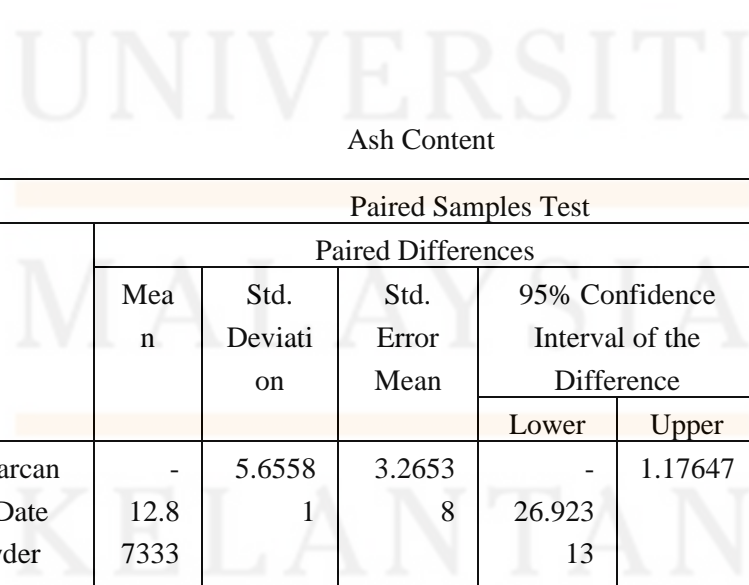 UNIVERSITI
Ash Content
Paired Samples Test
Paired Differences
MALAYSIA
Mea Std. Std. 95% Confidence
n Deviati Error Interval of the
on Mean Difference
Lower Upper
arcan - 5.6558 3.2653 - 1.17647
Date 12.8 1 8 26.923
der 7333 13
KELANTAN